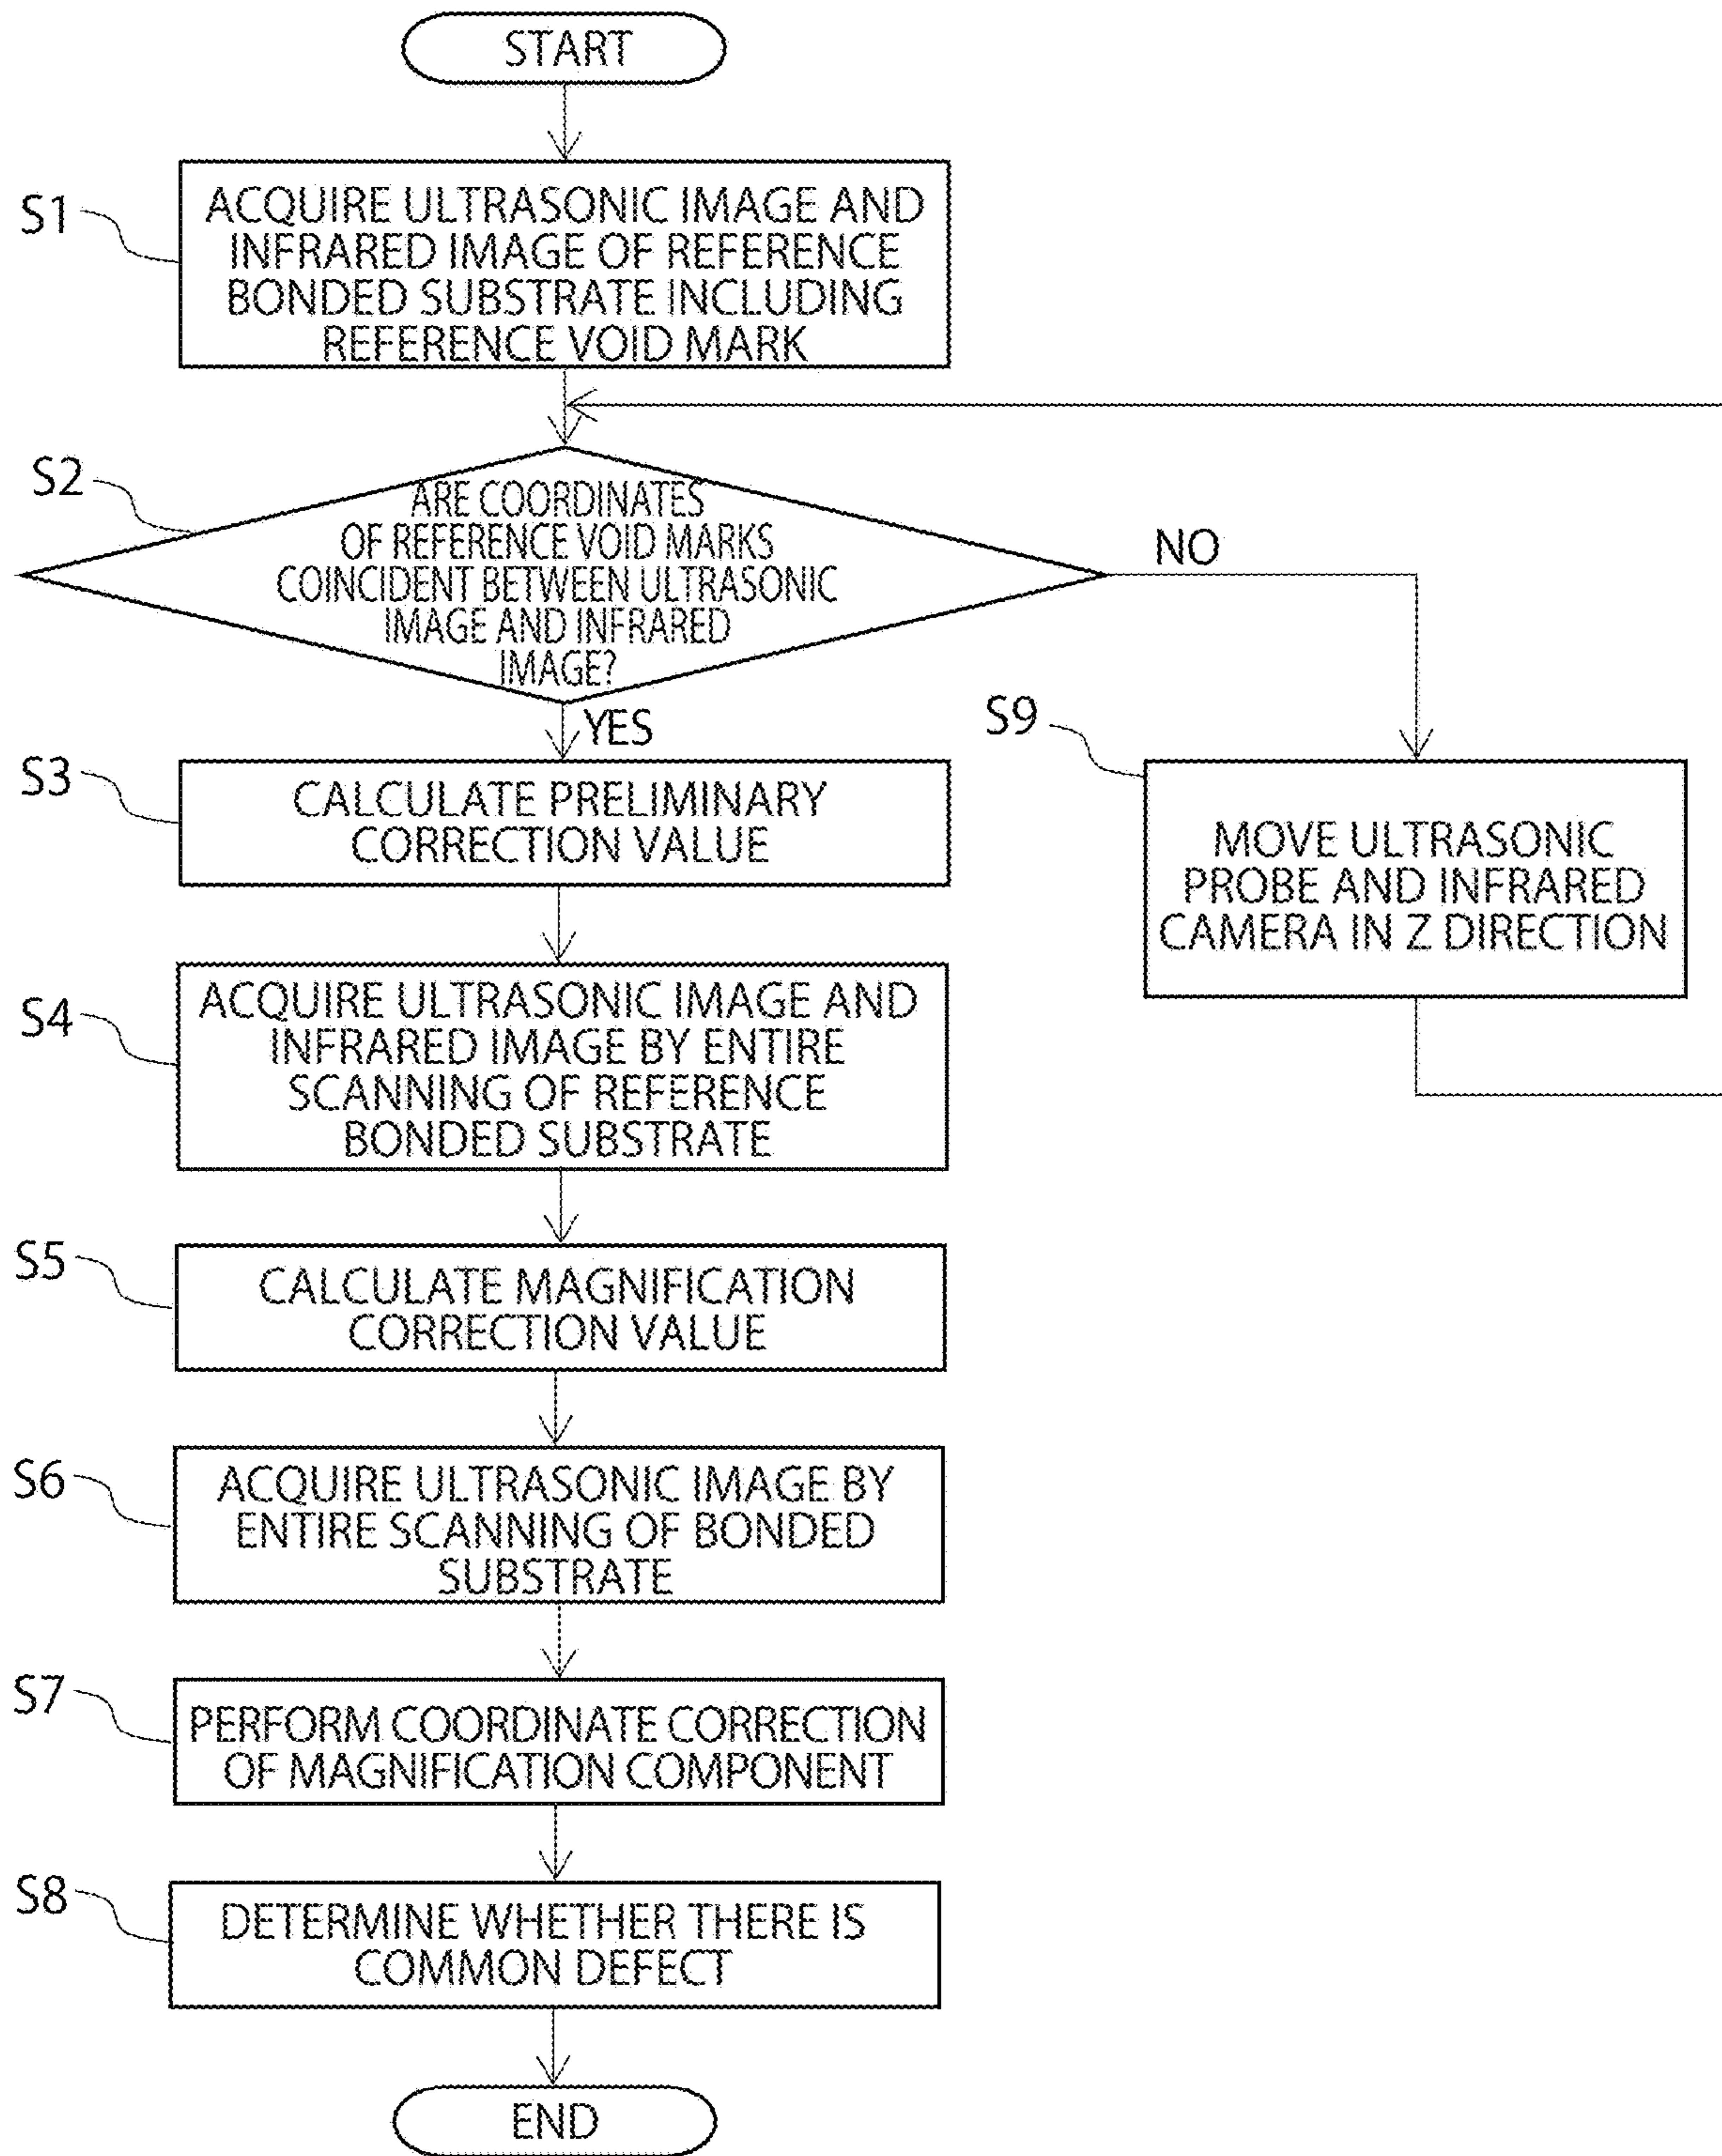 START
S1
ACQUIRE ULTRASONIC IMAGE AND
INFRARED IMAGE OF REFERENCE
BONDED SUBSTRATE INCLUDING
REFERENCE VOID MARK
S2
ARE COORDINATES
OF REFERENCE VOID MARKS
COINCIDENT BETWEEN ULTRASONIC
IMAGE AND INFRARED
IMAGE?
NO
YES
S9
MOVE ULTRASONIC
PROBE AND INFRARED
CAMERA IN Z DIRECTION
S3
CALCULATE PRELIMINARY
CORRECTION VALUE
S4
ACQUIRE ULTRASONIC IMAGE AND
INFRARED IMAGE BY ENTIRE
SCANNING OF REFERENCE
BONDED SUBSTRATE
S5
CALCULATE MAGNIFICATION
CORRECTION VALUE
S6
ACQUIRE ULTRASONIC IMAGE BY
ENTIRE SCANNING OF BONDED
SUBSTRATE
S7
PERFORM COORDINATE CORRECTION
OF MAGNIFICATION COMPONENT
S8
DETERMINE WHETHER THERE IS
COMMON DEFECT
END